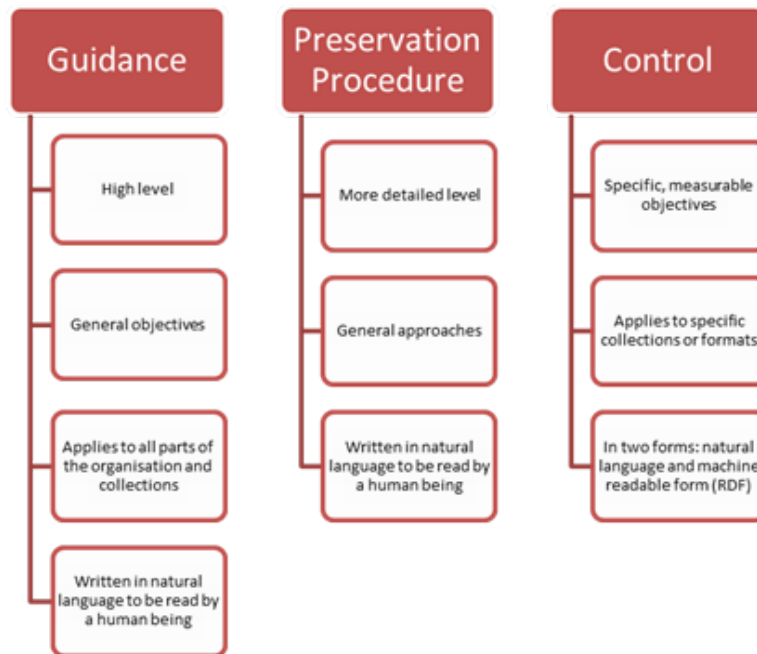 Guidance
High level
General objectives
Applies to all parts of
the organisation and
collections
Written in natural
language to be read by
a human being
Preservation
Procedure
More detailed level
General approaches
Written in natural
language to be read by
a human being
Control
Specific, measurable
objectives
Applies to specific
collections or formats
In two forms: natural
language and machine
readable form (RDF)